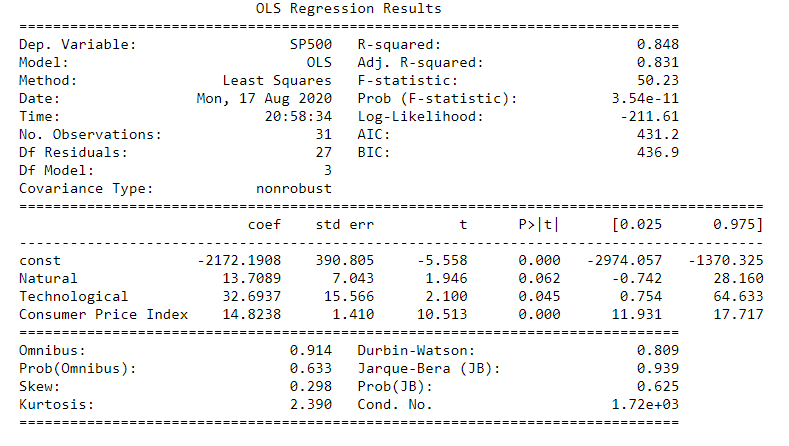 OLS Regression Results
==============================================================================
Dep. Variable: SP500 R-squared: 0.848
Model: OLS Adj. R-squared: 0.831
Method: Least Squares F-statistic: 50.23
Date: Mon, 17 Aug 2020 Prob (F-statistic): 3.54e-11
Time: 20:58:34 Log-Likelihood: -211.61
No. Observations: 31 AIC: 431.2
Df Residuals: 27 BIC: 436.9
Df Model: 3
Covariance Type: nonrobust
========================================================================================
coef std err t P>|t| [0.025 0.975]
----------------------------------------------------------------------------------------
const -2172.1908 390.805 -5.558 0.000 -2974.057 -1370.325
Natural 13.7089 7.043 1.946 0.062 -0.742 28.160
Technological 32.6937 15.566 2.100 0.045 0.754 64.633
Consumer Price Index 14.8238 1.410 10.513 0.000 11.931 17.717
==============================================================================
Omnibus: 0.914 Durbin-Watson: 0.809
Prob(Omnibus): 0.633 Jarque-Bera (JB): 0.939
Skew: 0.298 Prob(JB): 0.625
Kurtosis: 2.390 Cond. No. 1.72e+03
==============================================================================